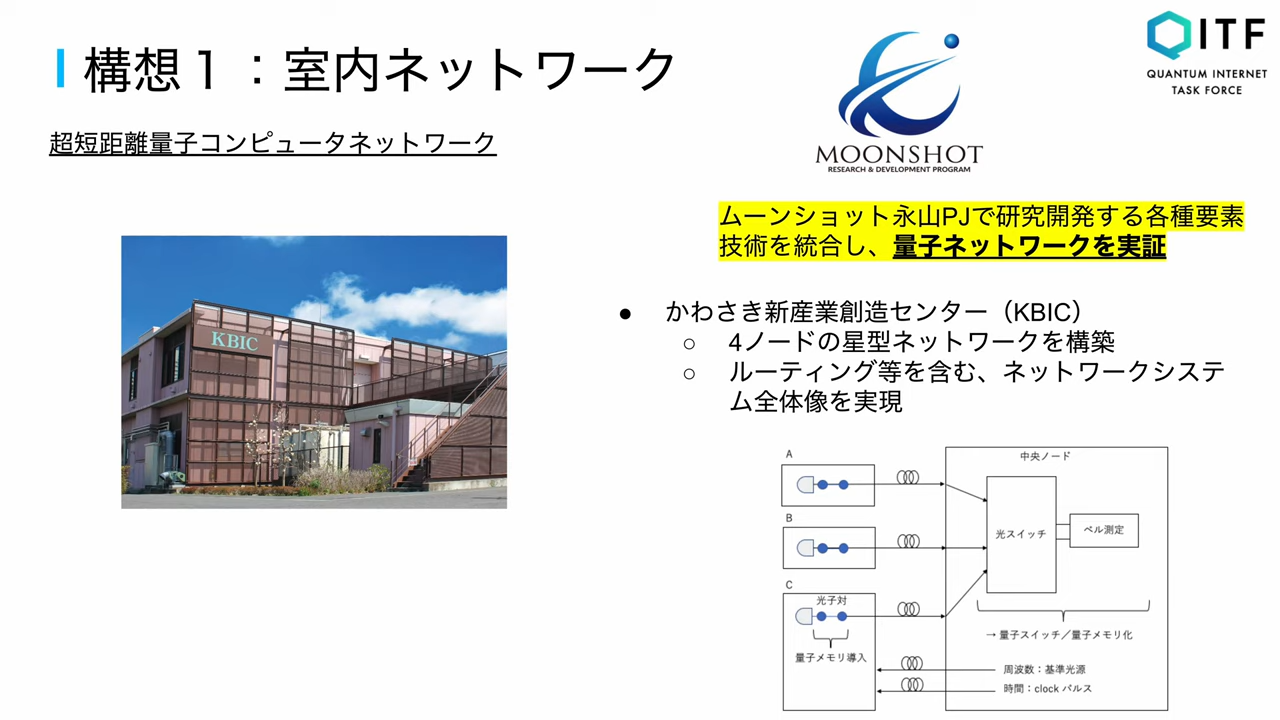 構想１：室内ネットワーク
超短距離量子コンピュータネットワーク
MOONSHOT
RESEARCH & DEVELOPMENT PROGRAM
QITF
QUANTUM INTERNET
TASK FORCE
KBIC
ムーンショット永山PJで研究開発する各種要素
技術を統合し、量子ネットワークを実証
● かわさき新産業創造センター（KBIC）
○ 4ノードの星型ネットワークを構築
○ ルーティング等を含む、ネットワークシステ
ム全体像を実現
A
中央ノード
B
光スイッチ
ベル測定
C
光子対
量子メモリ導入
→ 量子スイッチ／量子メモリ化
周波数：基準光源
時間：clock パルス